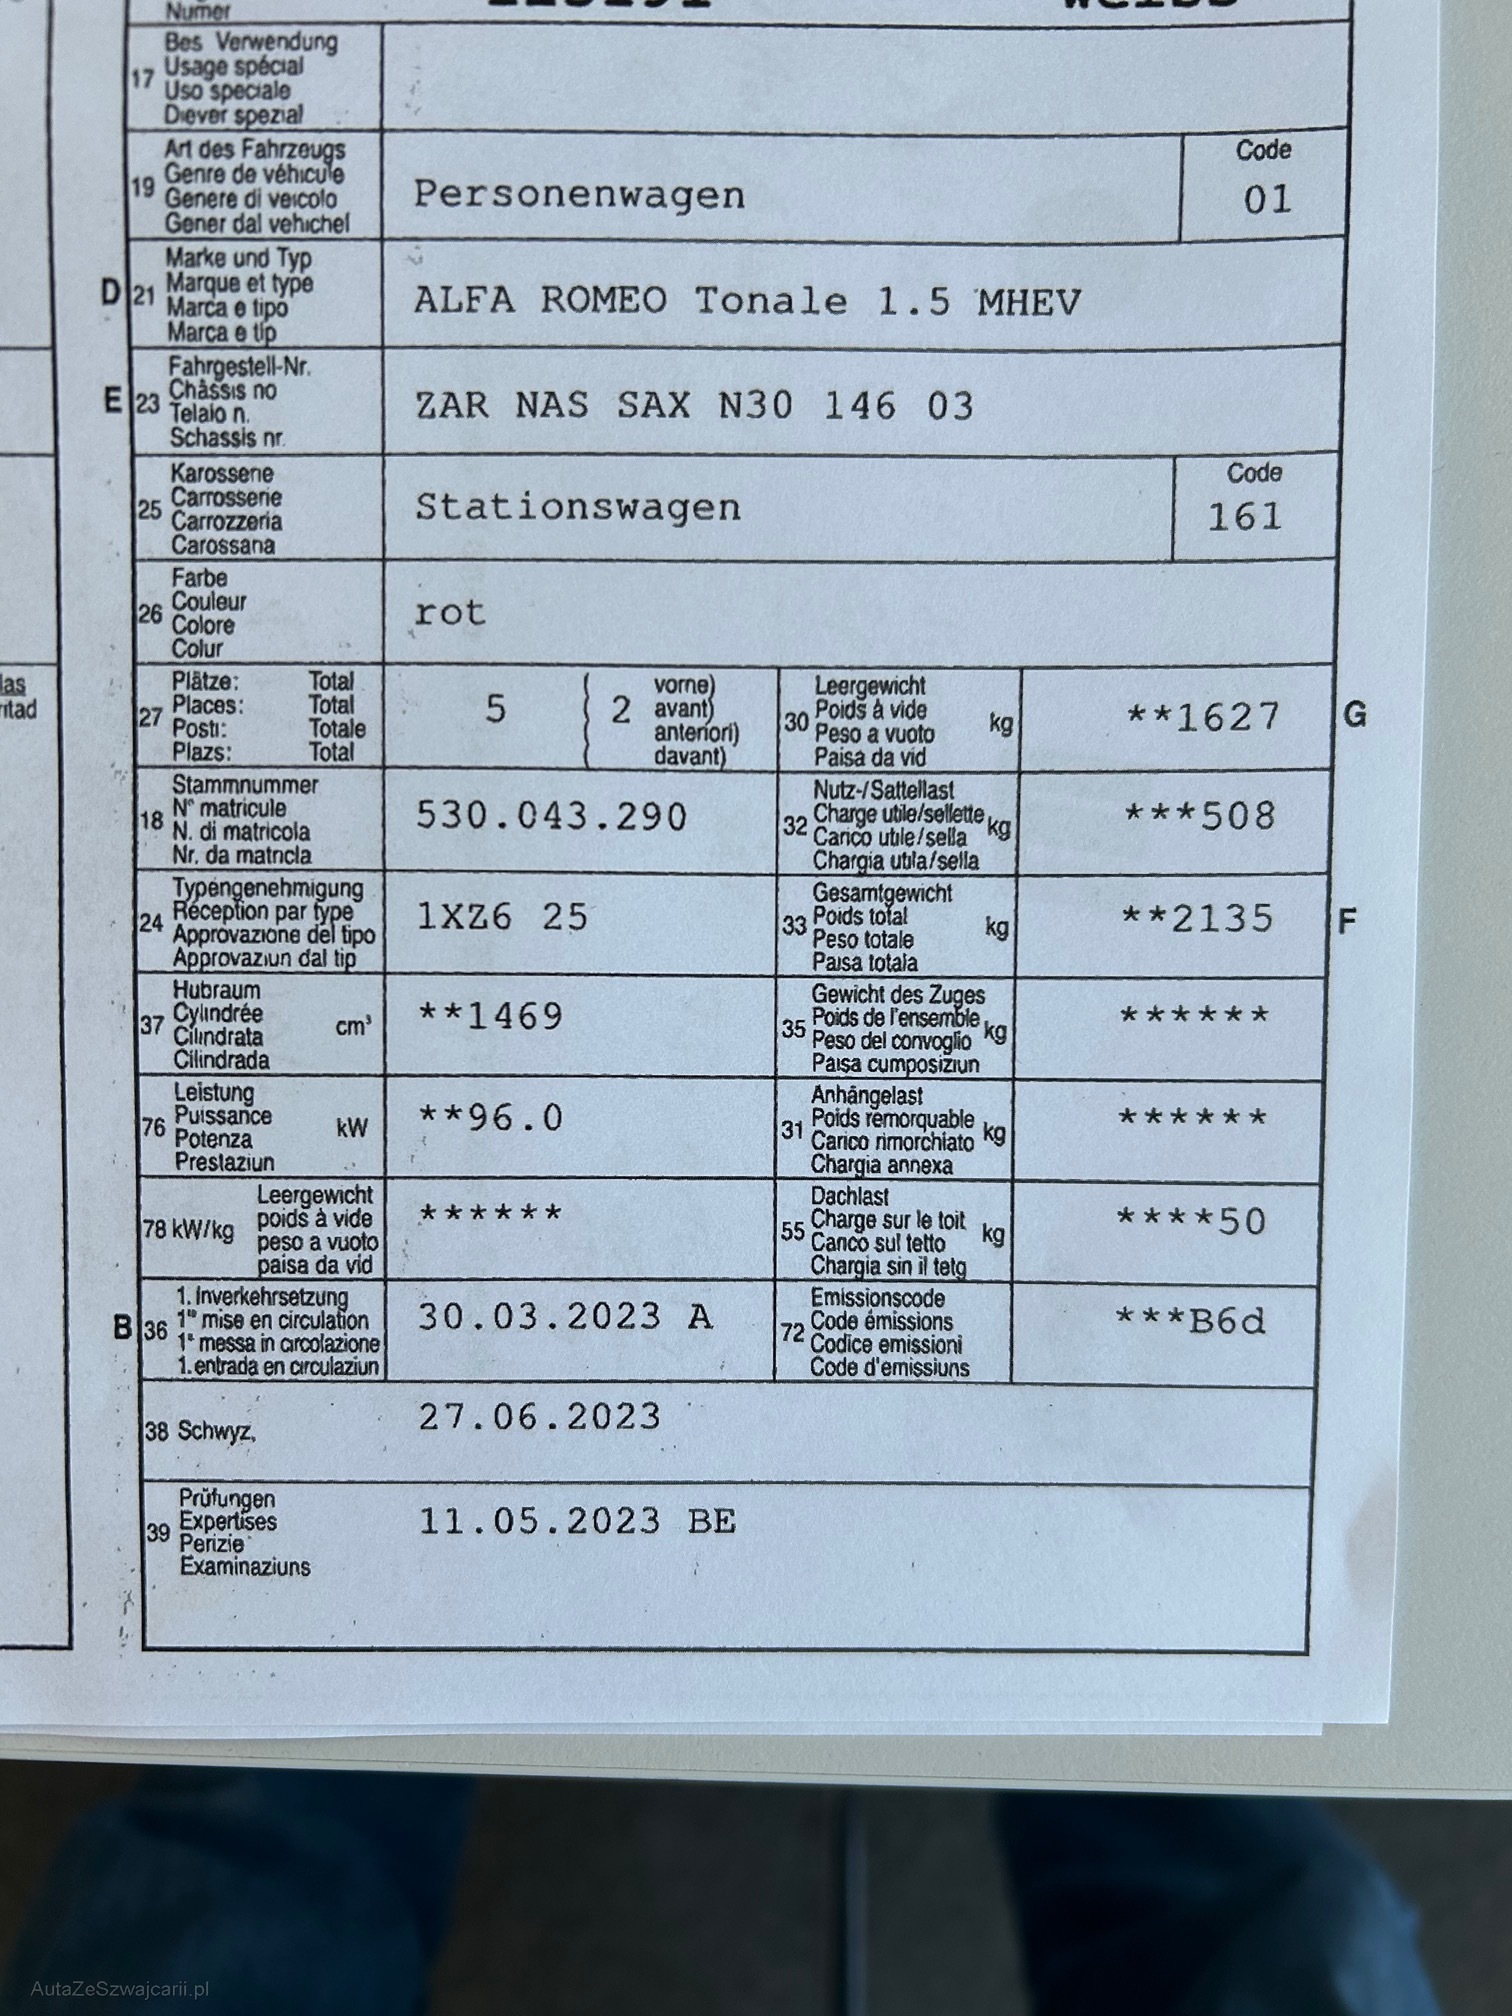 Numer
weiss
17 Bes Verwendung
Usage spécial
Uso speciale
Diever spezial
19 Art des Fahrzeugs
Genre de véhicule
Genere di veicolo
Gener dal vehichel
Personenwagen
Code
01
D 21 Marke und Typ
Marque et type
Marca e tipo
Marca e tip
ALFA ROMEO Tonale 1.5 MHEV
E 23 Fahrgestell-Nr.
Châssis no
Telaio n.
Schassis nr.
ZAR NAS SAX N30 146 03
25 Karosserie
Carrosserie
Carrozzeria
Carossaria
Stationswagen
Code
161
26 Farbe
Couleur
Colore
Colur
rot
27 Plätze: Total
Places: Total
Posti: Totale
Plazs: Total
5 ( 2 vorne)
avant)
anteriori)
davant)
30 Leergewicht
Poids à vide
Peso a vuoto
Paisa da vid
kg
**1627 G
18 Stammnummer
N° matricule
N. di matricola
Nr. da matricla
530.043.290
32 Nutz-/Sattellast
Charge utile/sellette
Carico utile/sella
Chargia utila/sella
kg
***508
24 Typengenehmigung
Réception par type
Approvazione del tipo
Approvaziun dal tip
1XZ6 25
33 Gesamtgewicht
Poids total
Peso totale
Paisa totala
kg
**2135 F
37 Hubraum
Cylindrée
Cilindrata
Cilindrada
cm³
**1469
35 Gewicht des Zuges
Poids de l'ensemble
Peso del convoglio
Paisa cumposiziun
kg
******
76 Leistung
Puissance
Potenza
Prestaziun
kW
**96.0
31 Anhängelast
Poids remorquable
Carico rimorchiato
Chargia annexa
kg
******
78 kW/kg Leergewicht
poids à vide
peso a vuoto
paisa da vid
******
55 Dachlast
Charge sur le toit
Carico sul tetto
Chargia sin il tetg
kg
****50
B 36 1. Inverkehrsetzung
1re mise en circulation
1a messa in circolazione
1. entrada en circulaziun
30.03.2023 A
72 Emissionscode
Code émissions
Codice emissioni
Code d'emissiuns
***B6d
38 Schwyz,
27.06.2023
39 Prüfungen
Expertises
Perizie
Examinaziuns
11.05.2023 BE
las
ritad
AutaZeSzwajcarii.pl